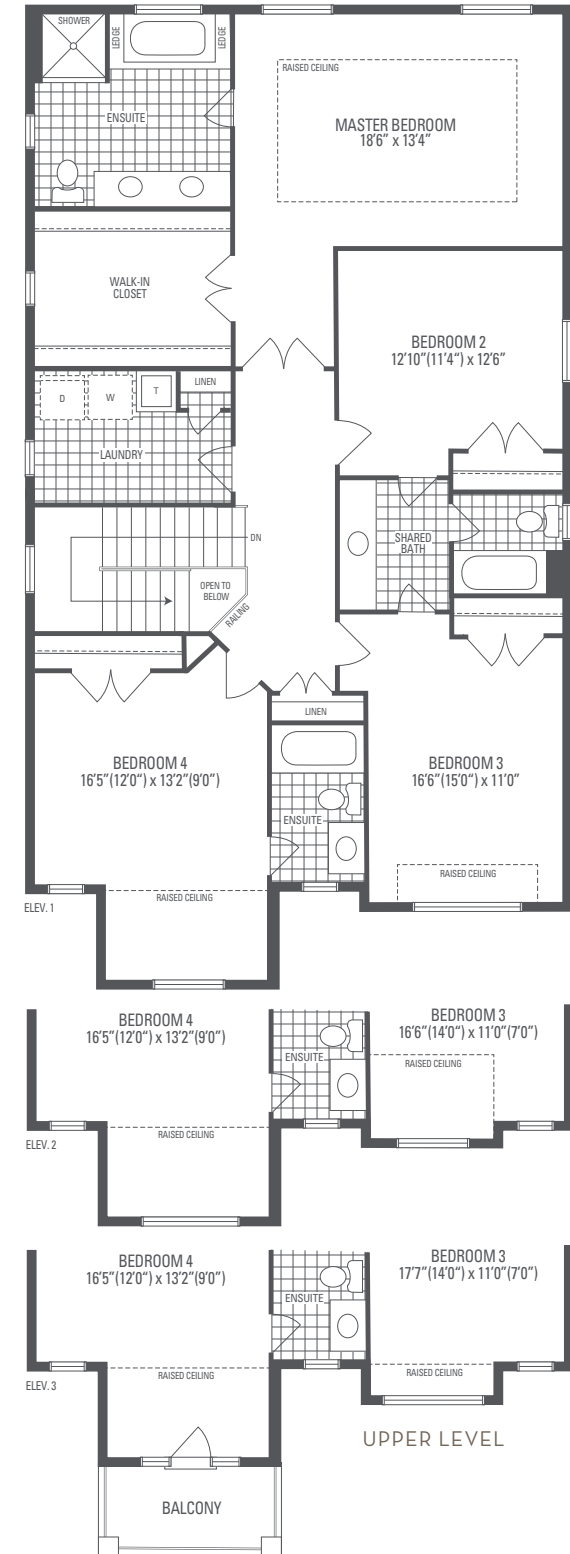 SHOWER
LEDGE
LEDGE
ENSUITE
RAISED CEILING
MASTER BEDROOM
18'6" x 13'4"
WALK-IN
CLOSET
BEDROOM 2
12'10"(11'4") x 12'6"
D
W
T
LINEN
LAUNDRY
DN
OPEN TO
BELOW
RAILING
SHARED
BATH
LINEN
BEDROOM 4
16'5"(12'0") x 13'2"(9'0")
ENSUITE
BEDROOM 3
16'6"(15'0") x 11'0"
RAISED CEILING
RAISED CEILING
ELEV. 1
BEDROOM 4
16'5"(12'0") x 13'2"(9'0")
ENSUITE
BEDROOM 3
16'6"(14'0") x 11'0"(7'0")
RAISED CEILING
RAISED CEILING
ELEV. 2
BEDROOM 4
16'5"(12'0") x 13'2"(9'0")
ENSUITE
BEDROOM 3
17'7"(14'0") x 11'0"(7'0")
RAISED CEILING
RAISED CEILING
ELEV. 3
UPPER LEVEL
BALCONY